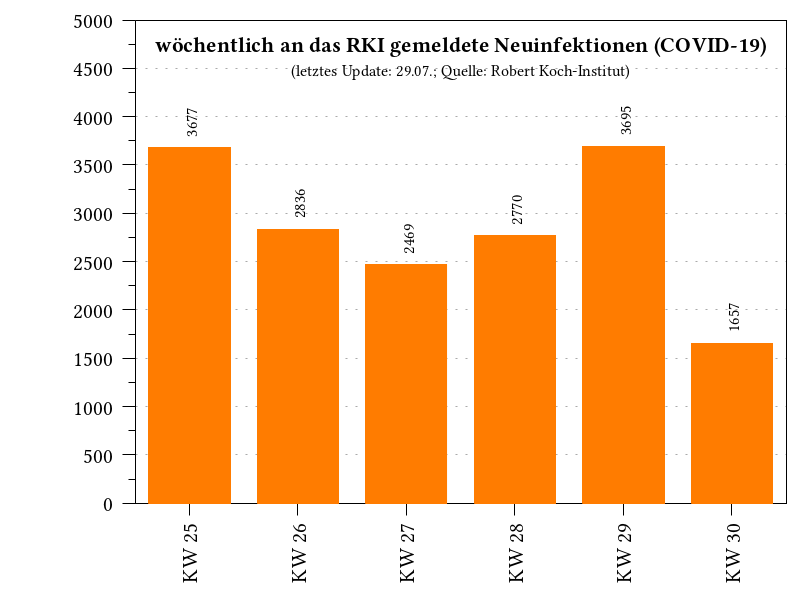 wöchentlich an das RKI gemeldete Neuinfektionen (COVID-19)
(letztes Update: 29.07.; Quelle: Robert Koch-Institut)
5000
4500
4000
3500
3000
2500
2000
1500
1000
500
0
3677
2836
2469
2770
3695
1657
KW 25
KW 26
KW 27
KW 28
KW 29
KW 30